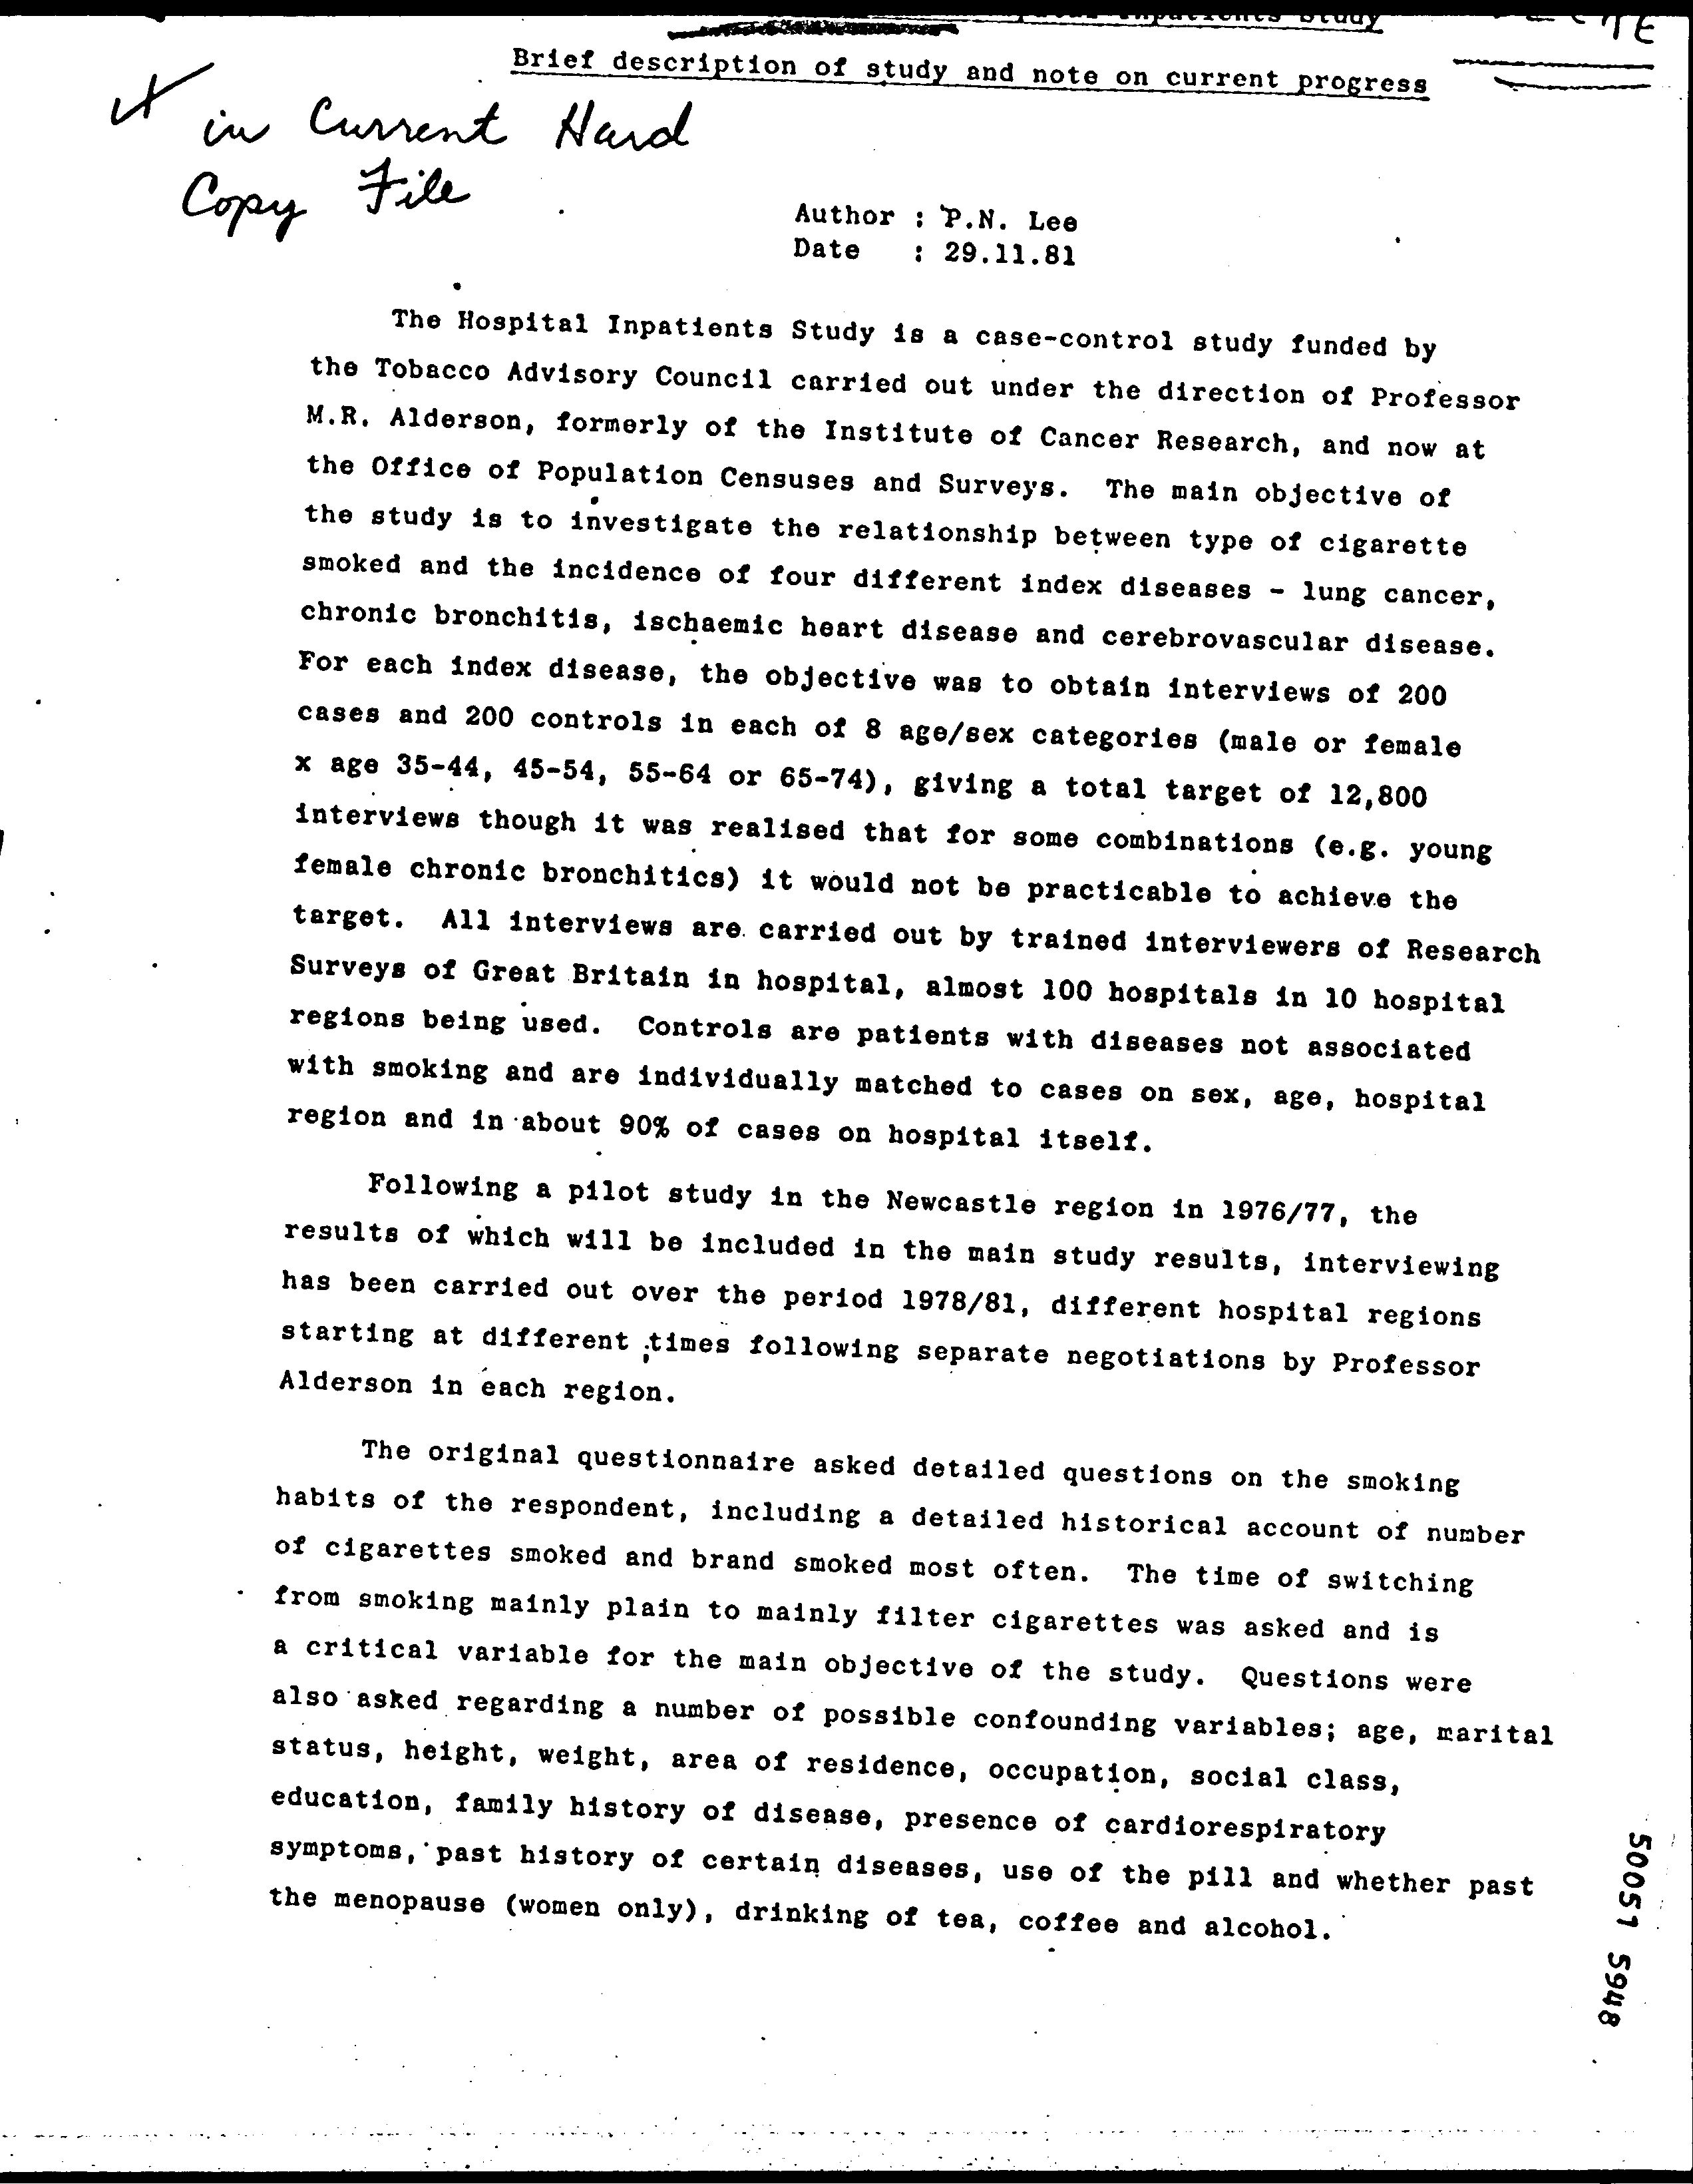 Inpatients Study
Brief description of study and note on current progress
in Current Hard
Copy File
Author : P.N. Lee
Date : 29.11.81
The Hospital Inpatients Study is a case-control study funded by
the Tobacco Advisory Council carried out under the direction of Professor
M.R. Alderson, formerly of the Institute of Cancer Research, and now at
the Office of Population Censuses and Surveys. The main objective of
the study is to investigate the relationship between type of cigarette
smoked and the incidence of four different index diseases - lung cancer,
chronic bronchitis, ischaemic heart disease and cerebrovascular disease.
For each index disease, the objective was to obtain interviews of 200
cases and 200 controls in each of 8 age/sex categories (male or female
x age 35-44, 45-54, 55-64 or 65-74), giving a total target of 12,800
interviews though it was realised that for some combinations (e.g. young
female chronic bronchitics) it would not be practicable to achieve the
target. All interviews are carried out by trained interviewers of Research
Surveys of Great Britain in hospital, almost 100 hospitals in 10 hospital
regions being used. Controls are patients with diseases not associated
with smoking and are individually matched to cases on sex, age, hospital
region and in about 90% of cases on hospital itself.
Following a pilot study in the Newcastle region in 1976/77, the
results of which will be included in the main study results, interviewing
has been carried out over the period 1978/81, different hospital regions
starting at different times following separate negotiations by Professor
Alderson in each region.
The original questionnaire asked detailed questions on the smoking
habits of the respondent, including a detailed historical account of number
of cigarettes smoked and brand smoked most often. The time of switching
from smoking mainly plain to mainly filter cigarettes was asked and is
a critical variable for the main objective of the study. Questions were
also asked regarding a number of possible confounding variables; age, marital
status, height, weight, area of residence, occupation, social class,
education, family history of disease, presence of cardiorespiratory
symptoms, past history of certain diseases, use of the pill and whether past
the menopause (women only), drinking of tea, coffee and alcohol.
50051 5948